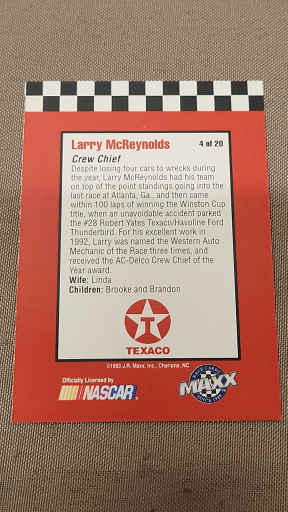 Larry McReynolds 4 of 20
Crew Chief
Despite losing four cars to wrecks during
the year, Larry McReynolds had his team
on top of the point standings going into the
last race at Atlanta, Ga., and then came
within 100 laps of winning the Winston Cup
title, when an unavoidable accident parked
the #28 Robert Yates Texaco/Havoline Ford
Thunderbird. For his excellent work in
1992, Larry was named the Western Auto
Mechanic of the Race three times, and
received the AC-Delco Crew Chief of the
Year award.
Wife: Linda
Children: Brooke and Brandon
T
TEXACO
©1993 J.R. Maxx, Inc., Charlotte, NC
Officially Licensed by
NASCAR
RACE CARDS
MAXX
SINCE 1988